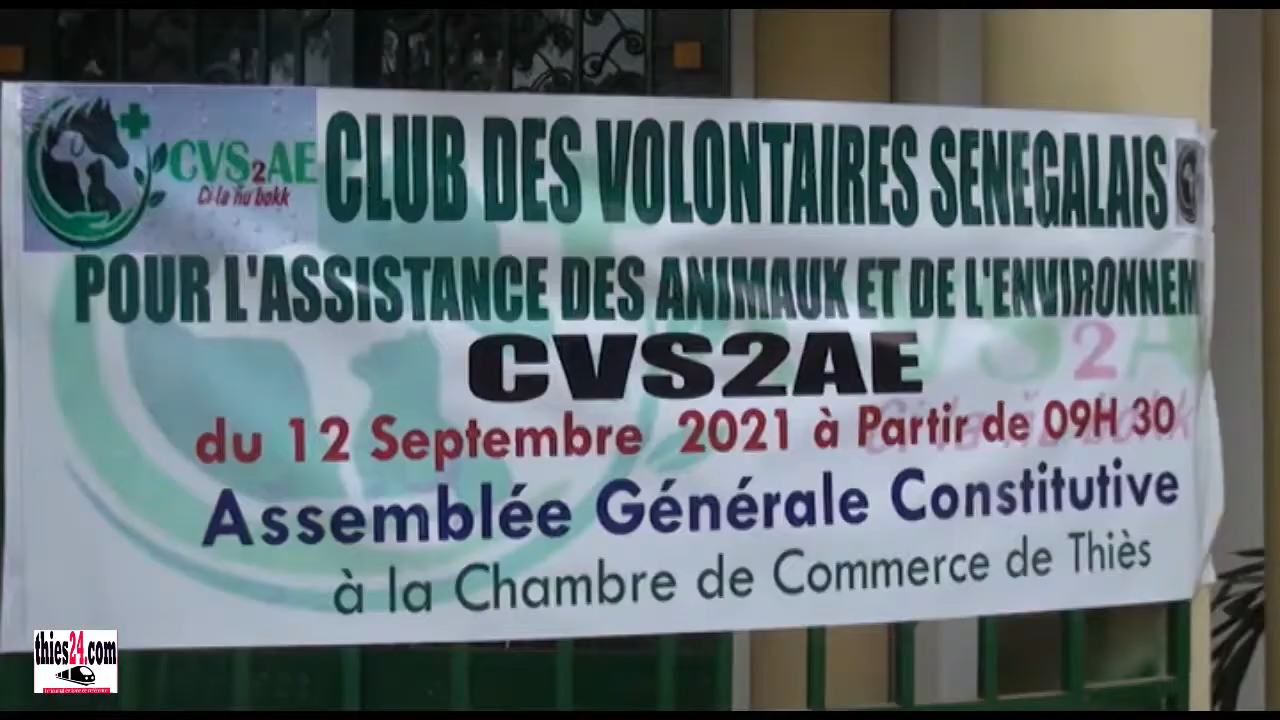 CVS2AE
Ci la ñu bokk
CLUB DES VOLONTAIRES SENEGALAIS
POUR L'ASSISTANCE DES ANIMAUX ET DE L'ENVIRONNEM
CVS2AE
du 12 Septembre 2021 à Partir de 09H 30
Assemblée Générale Constitutive
à la Chambre de Commerce de Thiès
thies24.com